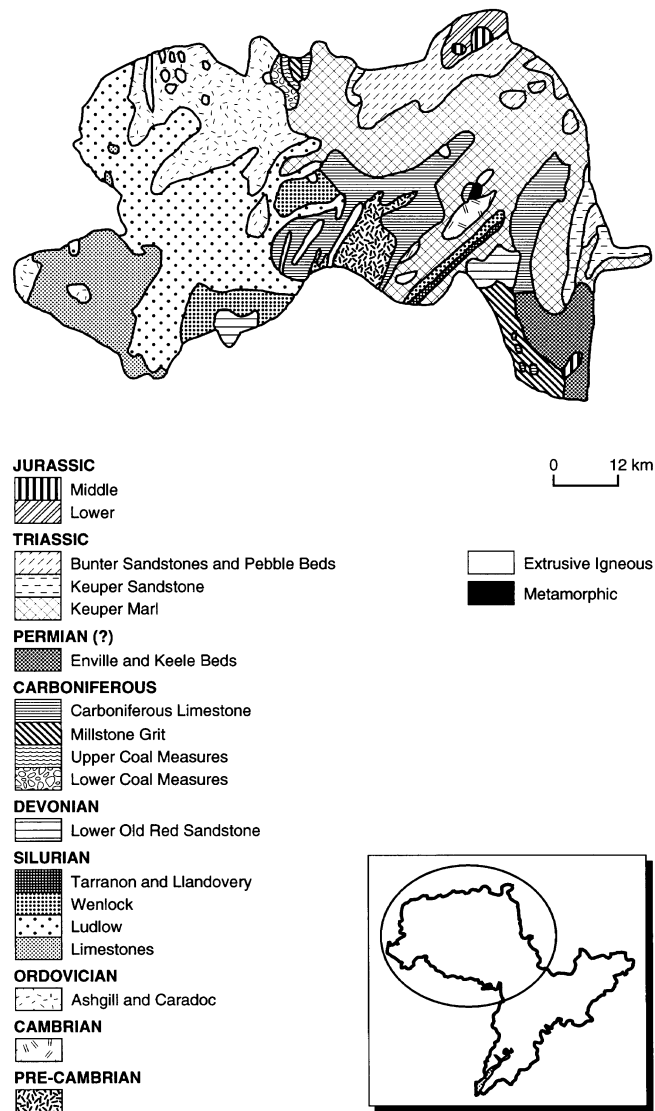 JURASSIC
Middle
Lower
TRIASSIC
Bunter Sandstones and Pebble Beds
Keuper Sandstone
Keuper Marl
PERMIAN (?)
Enville and Keele Beds
CARBONIFEROUS
Carboniferous Limestone
Millstone Grit
Upper Coal Measures
Lower Coal Measures
DEVONIAN
Lower Old Red Sandstone
SILURIAN
Tarranon and Llandovery
Wenlock
Ludlow
Limestones
ORDOVICIAN
Ashgill and Caradoc
CAMBRIAN
PRE-CAMBRIAN
0 12 km
Extrusive Igneous
Metamorphic